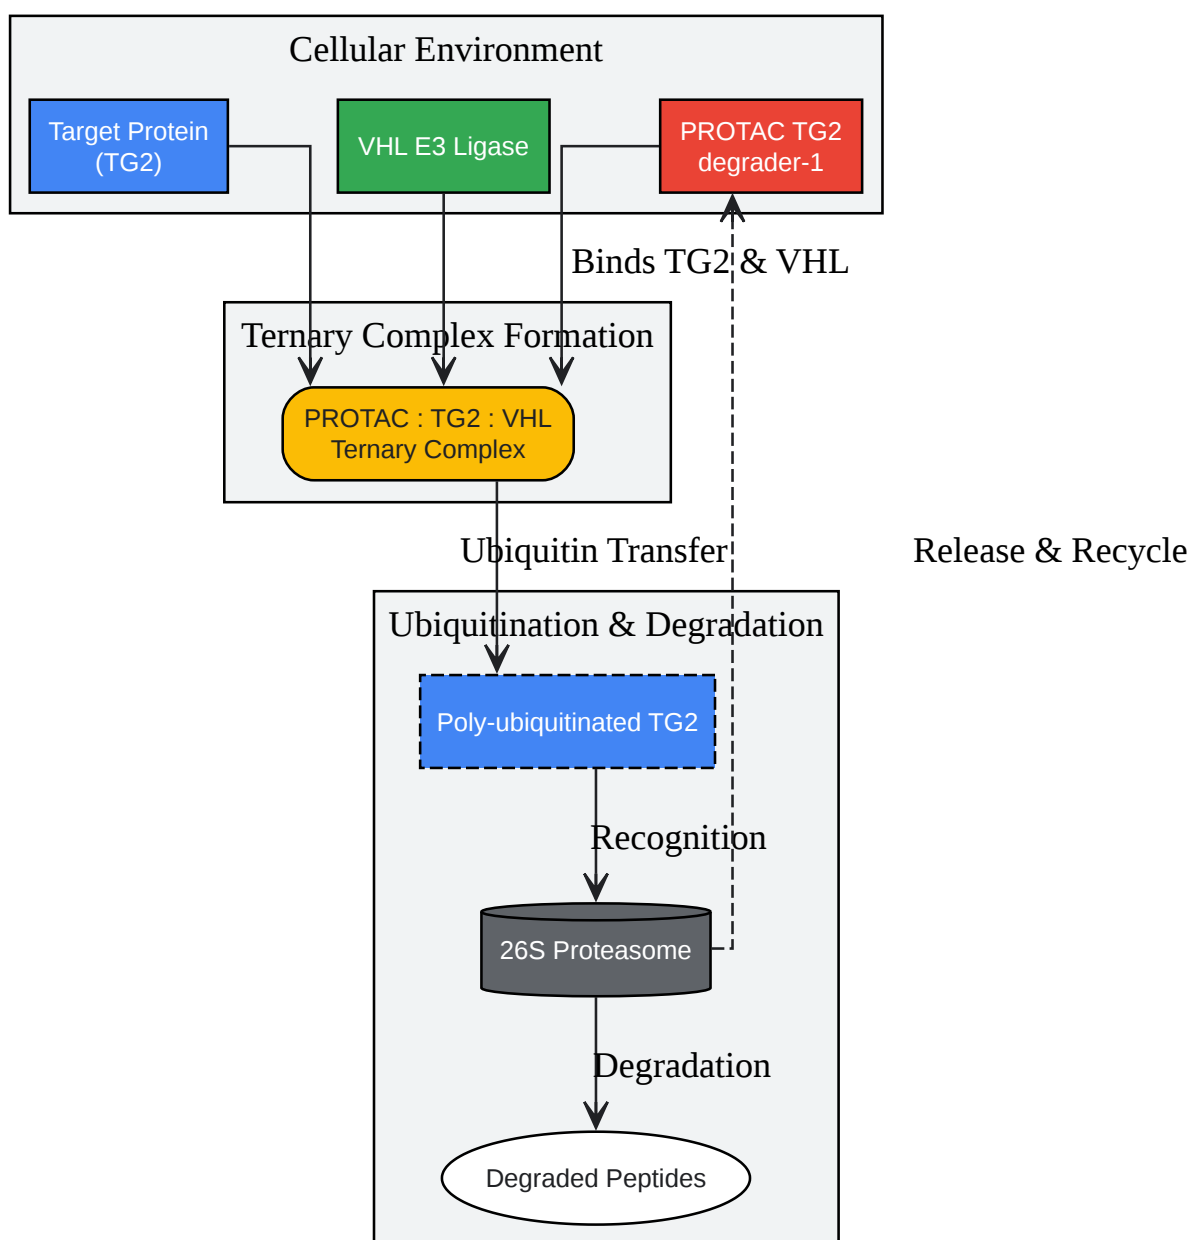 Cellular Environment
Target Protein
(TG2)
VHL E3 Ligase
PROTAC TG2
degrader-1
Binds TG2 & VHL
Ternary Complex Formation
PROTAC : TG2 : VHL
Ternary Complex
Ubiquitin Transfer
Release & Recycle
Ubiquitination & Degradation
Poly-ubiquitinated TG2
Recognition
26S Proteasome
Degradation
Degraded Peptides